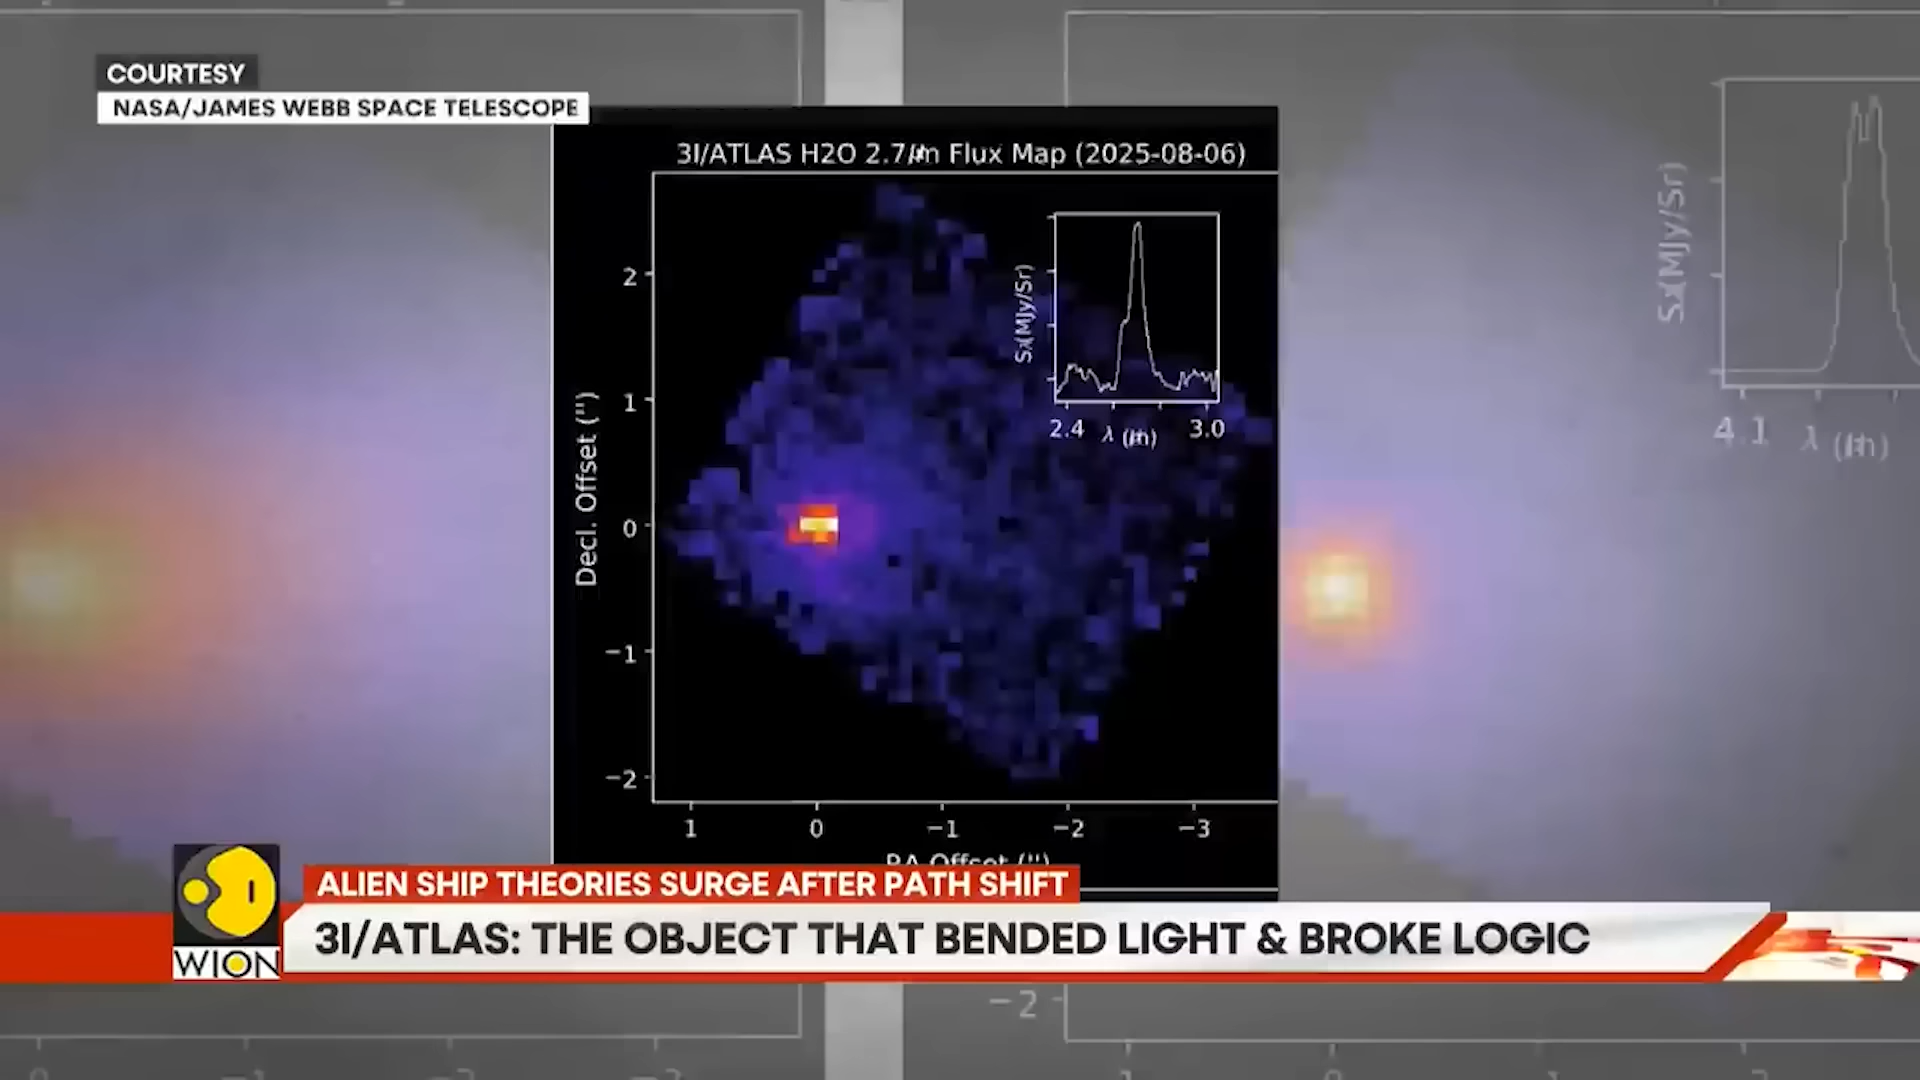 COURTESY
NASA/JAMES WEBB SPACE TELESCOPE
3I/ATLAS H2O 2.7μm Flux Map (2025-08-06)
Sλ(MJy/Sr)
2.4 λ (μm) 3.0
Decl. Offset (")
2
1
0
−1
−2
1 0 −1 −2 −3
RA Offset (")
Sλ(MJy/Sr)
4.1 λ (μm)
ALIEN SHIP THEORIES SURGE AFTER PATH SHIFT
3I/ATLAS: THE OBJECT THAT BENDED LIGHT & BROKE LOGIC
WION
−2